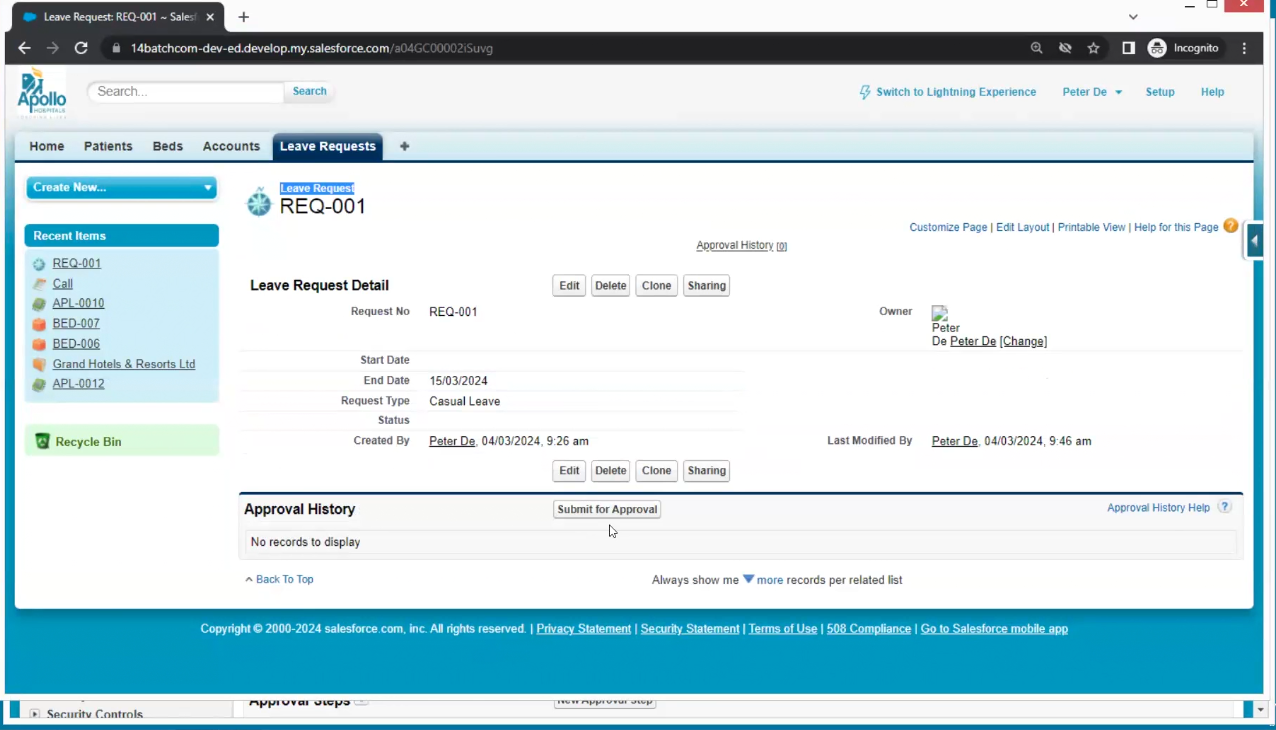 Leave Request: REQ-001 ~ Sales
14batchcom-dev-ed.develop.my.salesforce.com/a04GC00002iSuvg
Incognito
Apollo
HOSPITALS
Search...
Search
Switch to Lightning Experience
Peter De
Setup
Help
Home
Patients
Beds
Accounts
Leave Requests
Create New...
Recent Items
REQ-001
Call
APL-0010
BED-007
BED-006
Grand Hotels & Resorts Ltd
APL-0012
Recycle Bin
Leave Request
REQ-001
Customize Page | Edit Layout | Printable View | Help for this Page
Approval History [0]
Leave Request Detail
Edit Delete Clone Sharing
Request No REQ-001
Owner
Peter
De Peter De [Change]
Start Date
End Date 15/03/2024
Request Type Casual Leave
Status
Created By Peter De, 04/03/2024, 9:26 am
Last Modified By Peter De, 04/03/2024, 9:46 am
Edit Delete Clone Sharing
Approval History
Submit for Approval
Approval History Help
No records to display
Back To Top
Always show me more records per related list
Copyright © 2000-2024 salesforce.com, inc. All rights reserved. | Privacy Statement | Security Statement | Terms of Use | 508 Compliance | Go to Salesforce mobile app
Security Controls
Approval Steps
New Approval Step